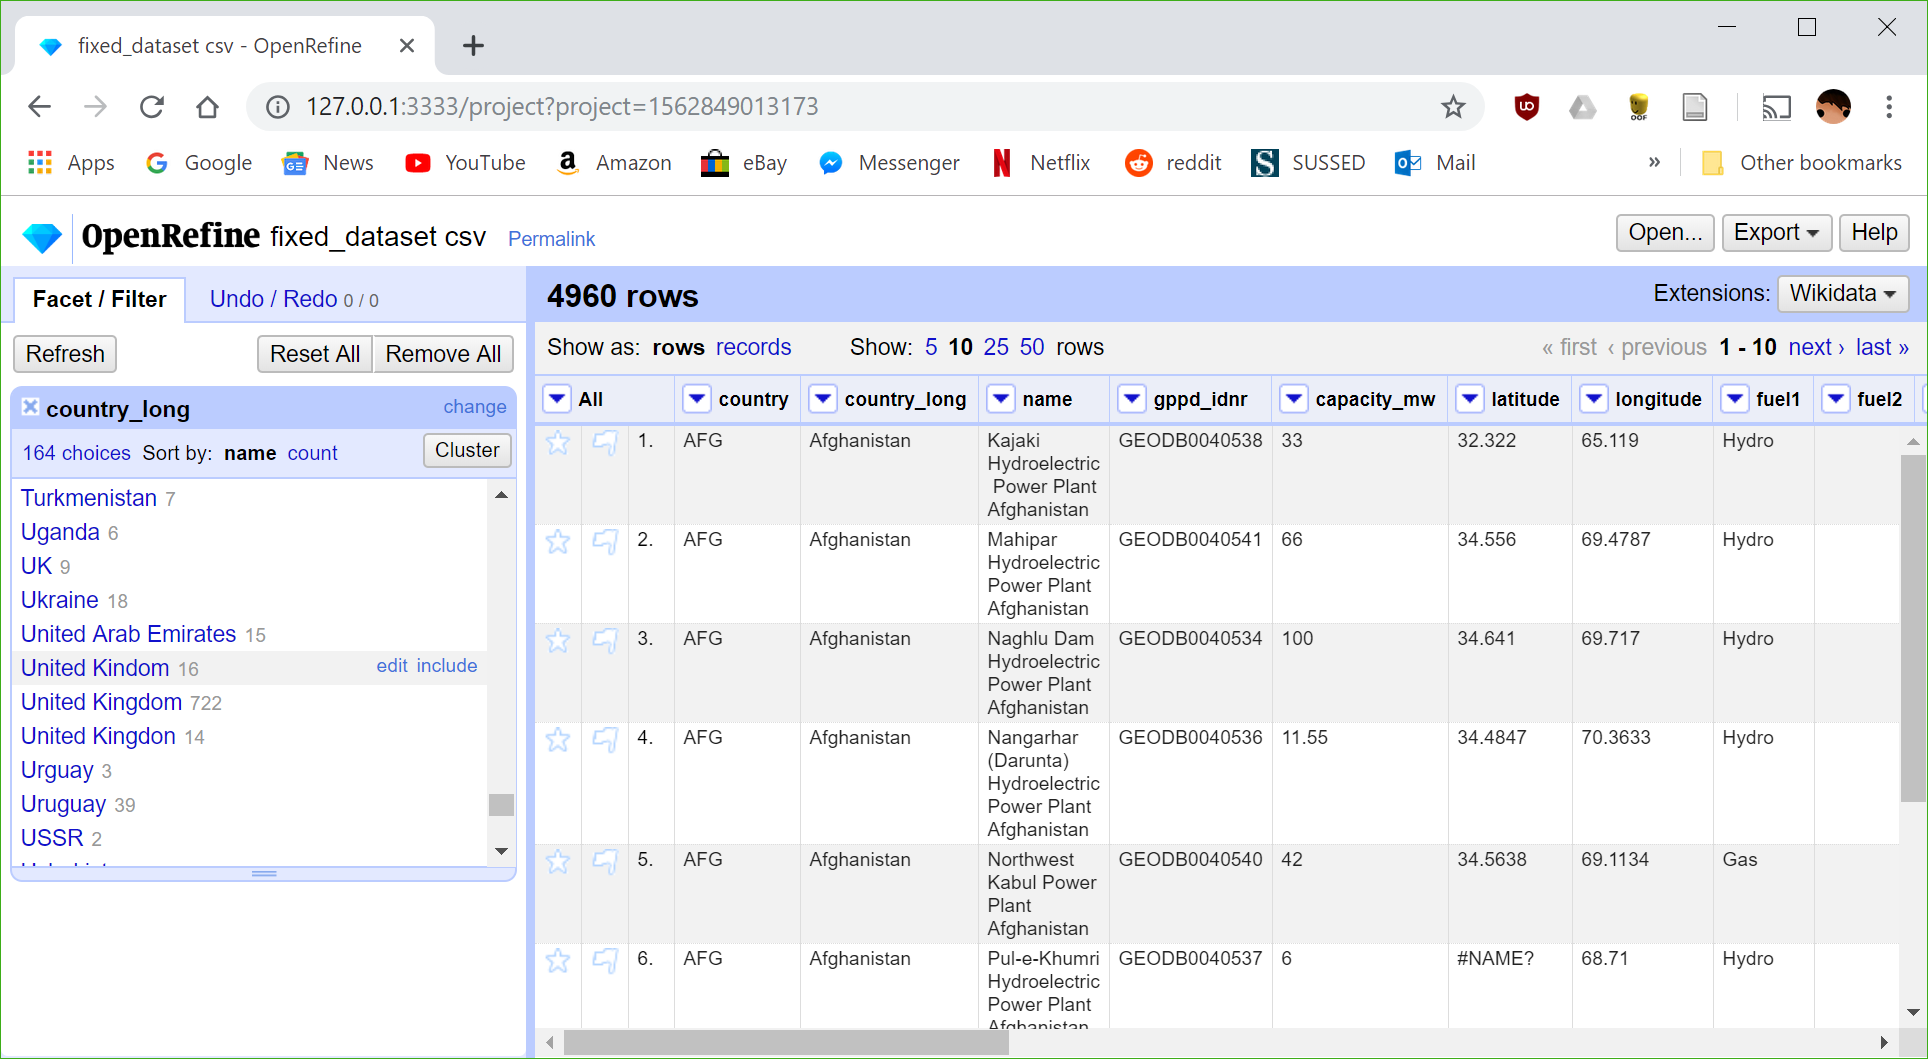 fixed_dataset csv - OpenRefine
127.0.0.1:3333/project?project=1562849013173
Apps Google News YouTube Amazon eBay Messenger Netflix reddit SUSSED Mail » Other bookmarks
OpenRefine fixed_dataset csv Permalink
Open... Export Help
Facet / Filter Undo / Redo 0 / 0
Refresh Reset All Remove All
country_long change
164 choices Sort by: name count Cluster
Turkmenistan 7
Uganda 6
UK 9
Ukraine 18
United Arab Emirates 15
United Kindom 16 edit include
United Kingdom 722
United Kingdon 14
Urguay 3
Uruguay 39
USSR 2
4960 rows
Extensions: Wikidata
Show as: rows records Show: 5 10 25 50 rows
« first ‹ previous 1 - 10 next › last »
All country country_long name gppd_idnr capacity_mw latitude longitude fuel1 fuel2
1. AFG Afghanistan Kajaki GEODB0040538 33 32.322 65.119 Hydro
Hydroelectric
Power Plant
Afghanistan
2. AFG Afghanistan Mahipar GEODB0040541 66 34.556 69.4787 Hydro
Hydroelectric
Power Plant
Afghanistan
3. AFG Afghanistan Naghlu Dam GEODB0040534 100 34.641 69.717 Hydro
Hydroelectric
Power Plant
Afghanistan
4. AFG Afghanistan Nangarhar GEODB0040536 11.55 34.4847 70.3633 Hydro
(Darunta)
Hydroelectric
Power Plant
Afghanistan
5. AFG Afghanistan Northwest GEODB0040540 42 34.5638 69.1134 Gas
Kabul Power
Plant
Afghanistan
6. AFG Afghanistan Pul-e-Khumri GEODB0040537 6 #NAME? 68.71 Hydro
Hydroelectric
Power Plant
Afghanistan